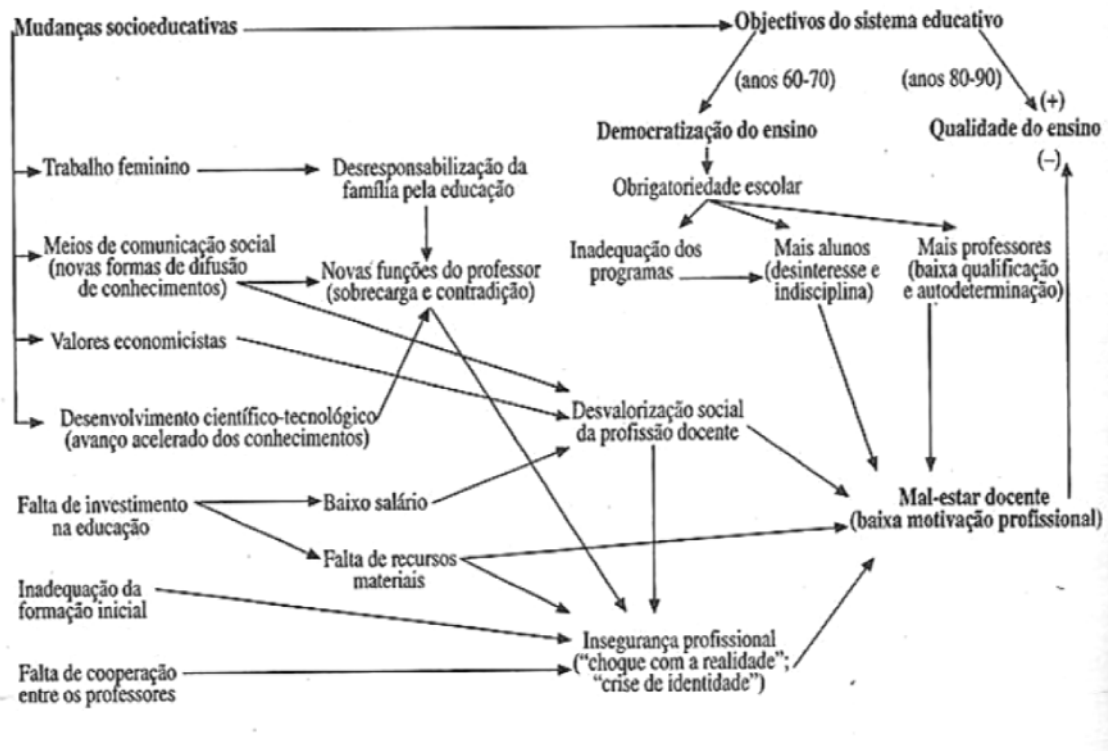 Mudanças socioeducativas
Objectivos do sistema educativo
(anos 60-70)
(anos 80-90)
(+)
Democratização do ensino
Qualidade do ensino
(–)
Trabalho feminino
Desresponsabilização da
família pela educação
Obrigatoriedade escolar
Meios de comunicação social
(novas formas de difusão
de conhecimentos)
Novas funções do professor
(sobrecarga e contradição)
Inadequação dos
programas
Mais alunos
(desinteresse e
indisciplina)
Mais professores
(baixa qualificação
e autodeterminação)
Valores economicistas
Desenvolvimento científico-tecnológico
(avanço acelerado dos conhecimentos)
Desvalorização social
da profissão docente
Falta de investimento
na educação
Baixo salário
Mal-estar docente
(baixa motivação profissional)
Falta de recursos
materiais
Inadequação da
formação inicial
Insegurança profissional
(“choque com a realidade”;
“crise de identidade”)
Falta de cooperação
entre os professores